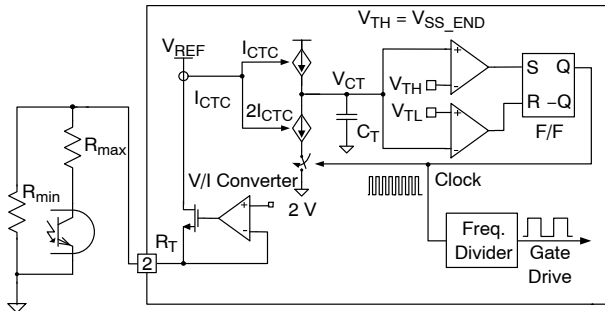 V_TH = V_SS_END
V_REF
I_CTC
I_CTC
2I_CTC
V_CT
V_TH
V_TL
C_T
S Q
R –Q
F/F
R_max
R_min
V/I Converter
2 V
Clock
R_T
2
Freq.
Divider
Gate
Drive
+
-
+
-
+
-